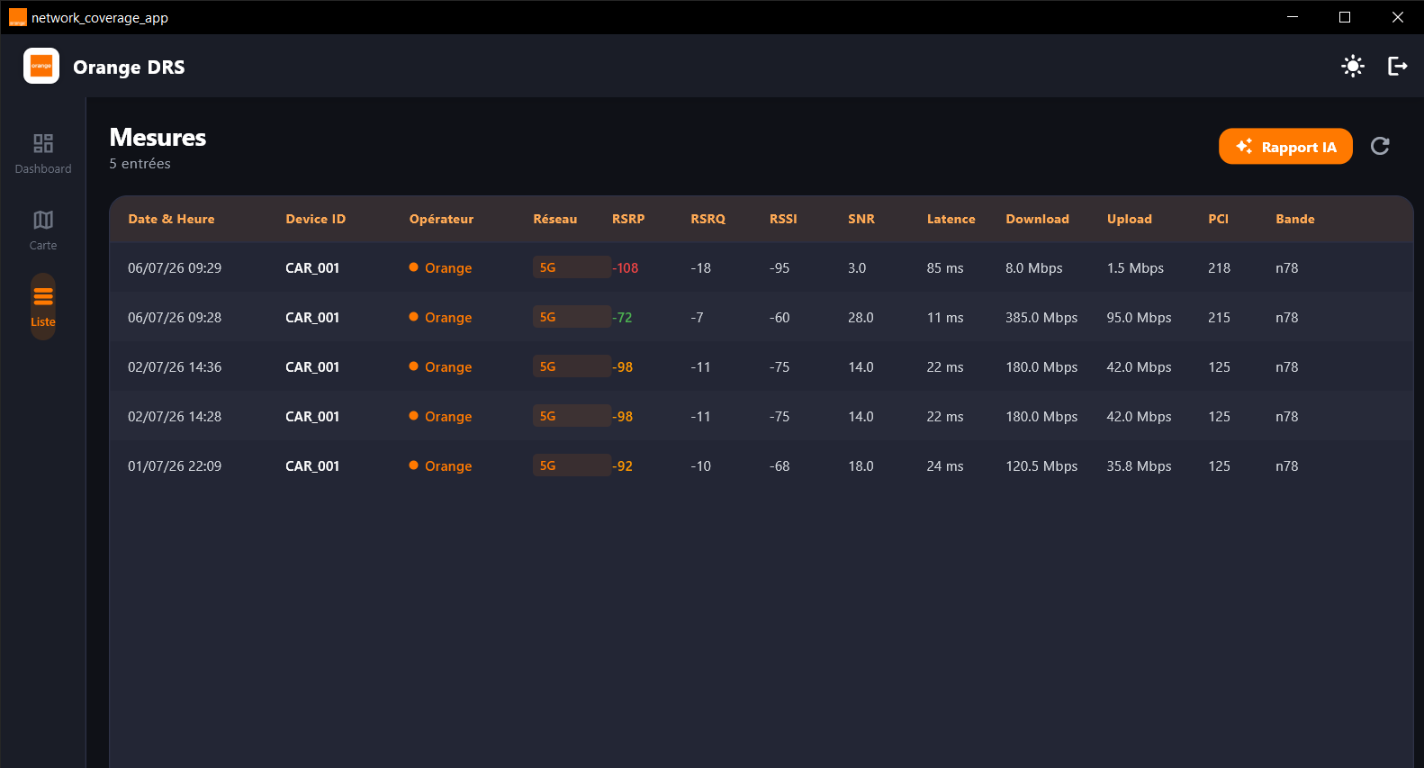 network_coverage_app
orange
Orange DRS
Dashboard
Carte
Liste
Mesures
5 entrées
Rapport IA
Date & Heure Device ID Opérateur Réseau RSRP RSRQ RSSI SNR Latence Download Upload PCI Bande
06/07/26 09:29 CAR_001 Orange 5G -108 -18 -95 3.0 85 ms 8.0 Mbps 1.5 Mbps 218 n78
06/07/26 09:28 CAR_001 Orange 5G -72 -7 -60 28.0 11 ms 385.0 Mbps 95.0 Mbps 215 n78
02/07/26 14:36 CAR_001 Orange 5G -98 -11 -75 14.0 22 ms 180.0 Mbps 42.0 Mbps 125 n78
02/07/26 14:28 CAR_001 Orange 5G -98 -11 -75 14.0 22 ms 180.0 Mbps 42.0 Mbps 125 n78
01/07/26 22:09 CAR_001 Orange 5G -92 -10 -68 18.0 24 ms 120.5 Mbps 35.8 Mbps 125 n78